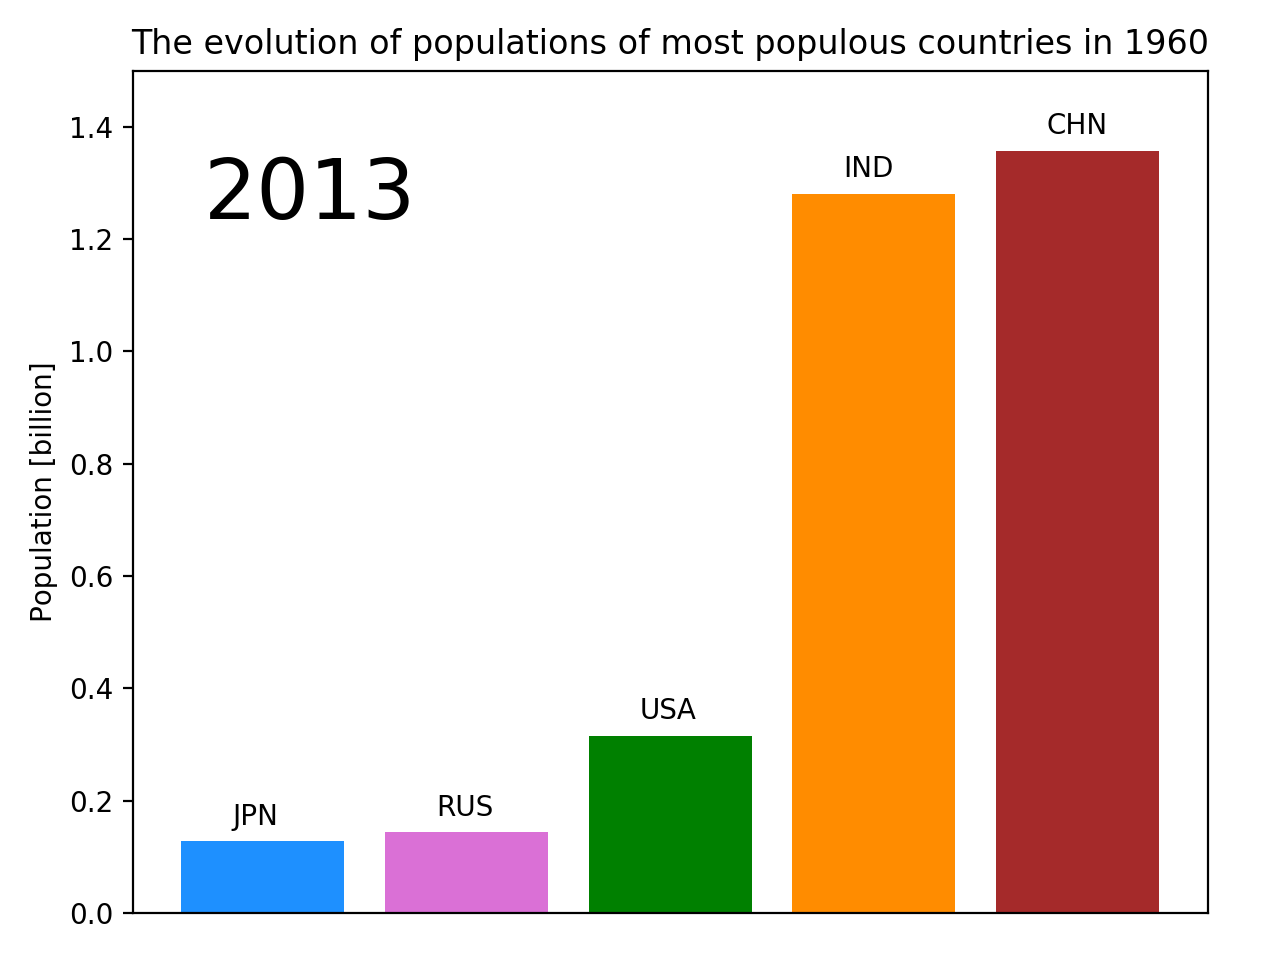 The evolution of populations of most populous countries in 1960
2013
Population [billion]
1.4
1.2
1.0
0.8
0.6
0.4
0.2
0.0
JPN
RUS
USA
IND
CHN